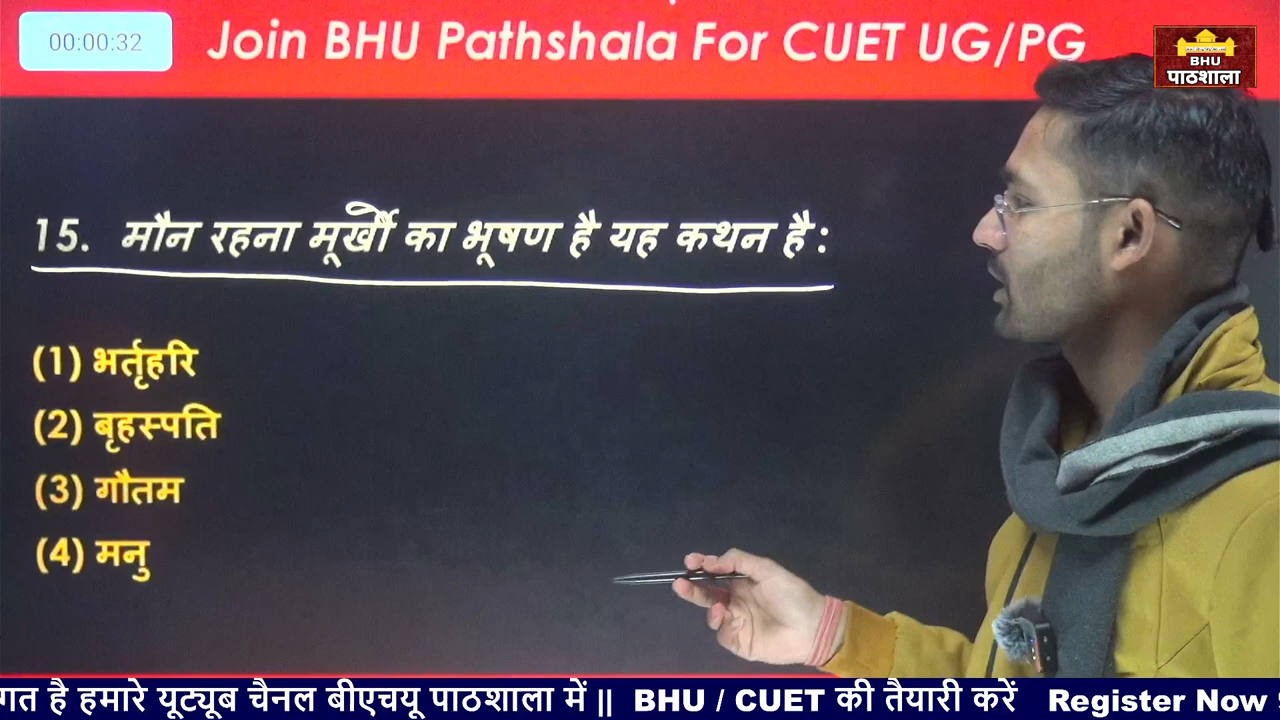 00:00:32
Join BHU Pathshala For CUET UG/PG
BHU
पाठशाला
15. मौन रहना मूर्खों का भूषण है यह कथन है :
(1) भर्तृहरि
(2) बृहस्पति
(3) गौतम
(4) मनु
गत है हमारे यूट्यूब चैनल बीएचयू पाठशाला में || BHU / CUET की तैयारी करें Register Now